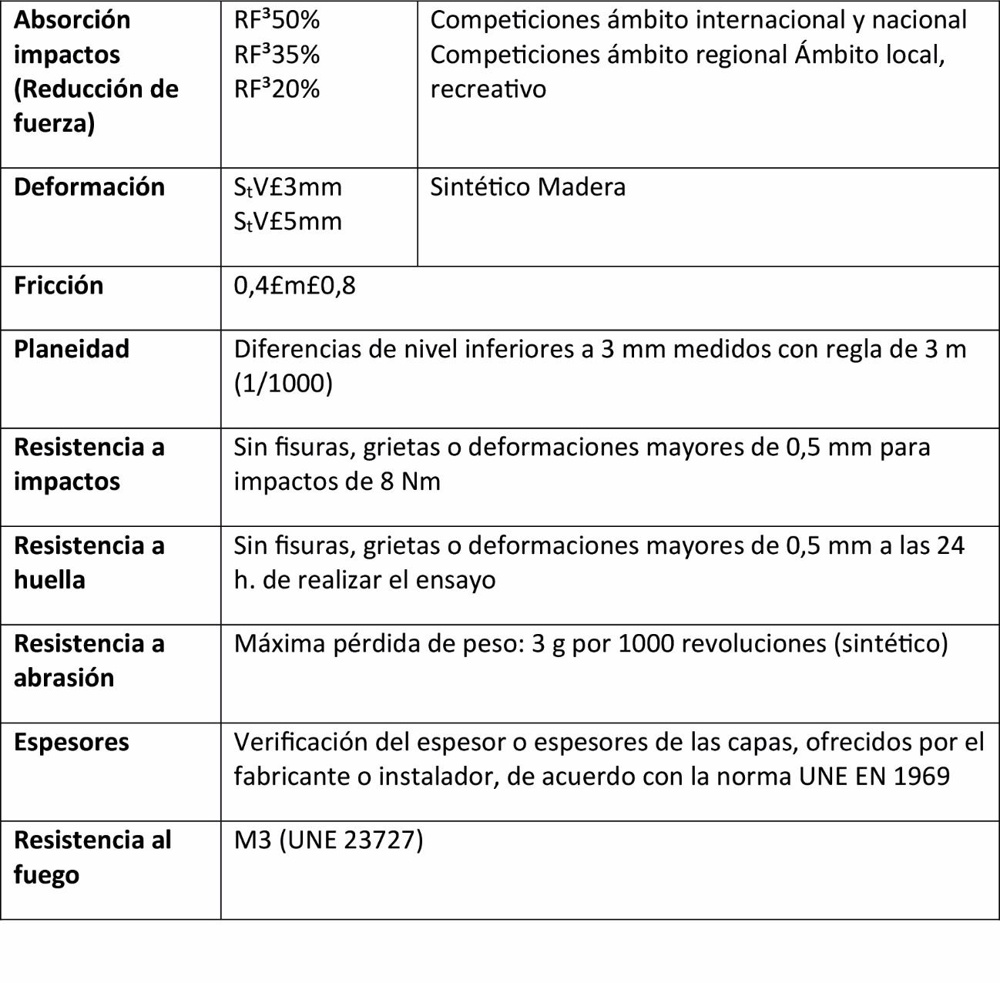 Absorción
impactos
(Reducción de
fuerza)
RF³50%
RF³35%
RF³20%
Competiciones ámbito internacional y nacional
Competiciones ámbito regional Ámbito local,
recreativo
Deformación
SₜV£3mm
SₜV£5mm
Sintético Madera
Fricción
0,4£m£0,8
Planeidad
Diferencias de nivel inferiores a 3 mm medidos con regla de 3 m
(1/1000)
Resistencia a
impactos
Sin fisuras, grietas o deformaciones mayores de 0,5 mm para
impactos de 8 Nm
Resistencia a
huella
Sin fisuras, grietas o deformaciones mayores de 0,5 mm a las 24
h. de realizar el ensayo
Resistencia a
abrasión
Máxima pérdida de peso: 3 g por 1000 revoluciones (sintético)
Espesores
Verificación del espesor o espesores de las capas, ofrecidos por el
fabricante o instalador, de acuerdo con la norma UNE EN 1969
Resistencia al
fuego
M3 (UNE 23727)